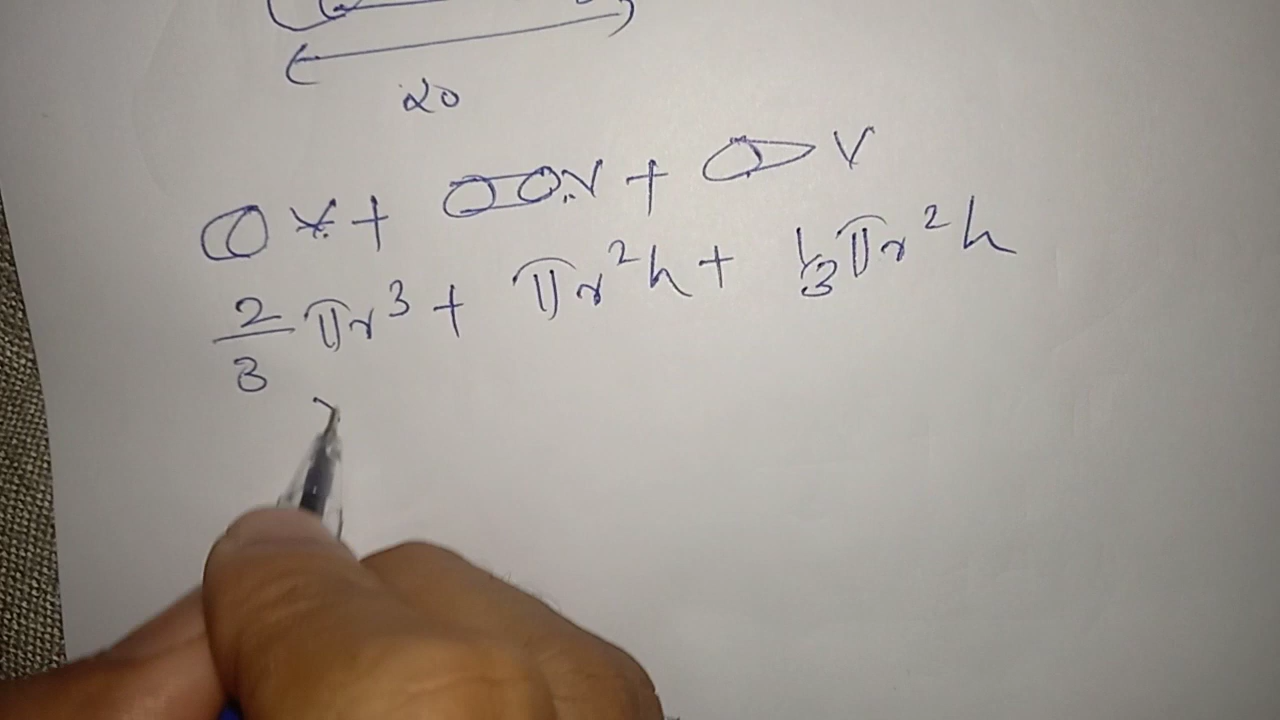 20
V + V + V
2/3 πr³ + πr²h + 1/3 πr²h